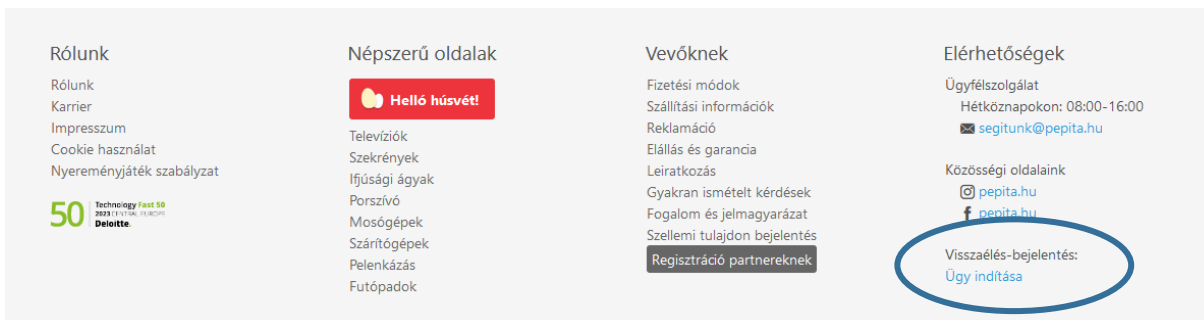 Rólunk
Rólunk
Karrier
Impresszum
Cookie használat
Nyereményjáték szabályzat
50 Technology Fast 50
2023 CENTRAL EUROPE
Deloitte.
Népszerű oldalak
Helló húsvét!
Televíziók
Szekrények
Ifjúsági ágyak
Porszívó
Mosógépek
Szárítógépek
Pelenkázás
Futópadok
Vevőknek
Fizetési módok
Szállítási információk
Reklamáció
Elállás és garancia
Leiratkozás
Gyakran ismételt kérdések
Fogalom és jelmagyarázat
Szellemi tulajdon bejelentés
Regisztráció partnereknek
Elérhetőségek
Ügyfélszolgálat
Hétköznapokon: 08:00-16:00
segitunk@pepita.hu
Közösségi oldalaink
pepita.hu
pepita.hu
Visszaélés-bejelentés:
Ügy indítása